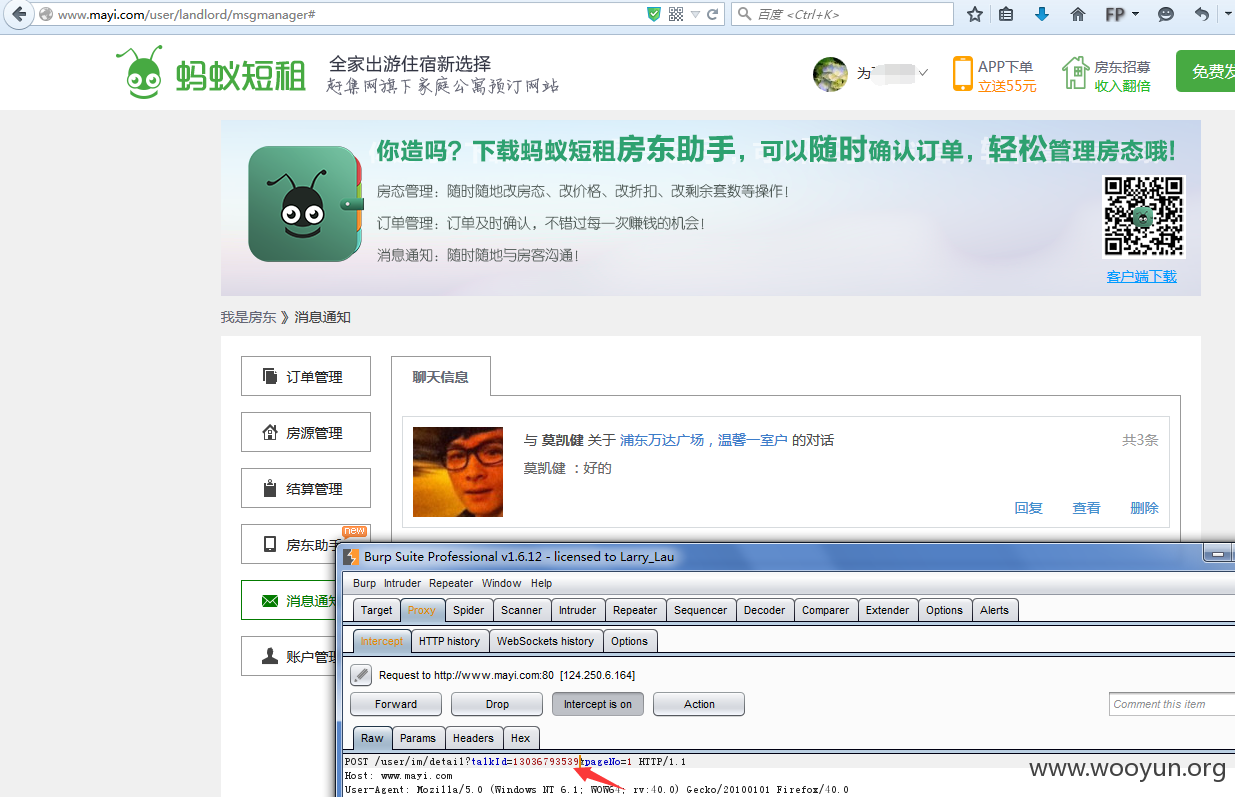 www.mayi.com/user/landlord/msgmanager#
百度 <Ctrl+K>
FP
蚂蚁短租
全家出游住宿新选择
赶集网旗下家庭公寓预订网站
为
APP下单
立送55元
房东招募
收入翻倍
免费发
你造吗？下载蚂蚁短租房东助手，可以随时确认订单，轻松管理房态哦！
房态管理：随时随地改房态、改价格、改折扣、改剩余套数等操作！
订单管理：订单及时确认，不错过每一次赚钱的机会！
消息通知：随时随地与房客沟通！
客户端下载
我是房东 》消息通知
订单管理
房源管理
结算管理
房东助手
new
消息通知
账户管理
聊天信息
与 莫凯健 关于 浦东万达广场，温馨一室户 的对话
共3条
莫凯健 ：好的
回复 查看 删除
Burp Suite Professional v1.6.12 - licensed to Larry_Lau
Burp Intruder Repeater Window Help
Target Proxy Spider Scanner Intruder Repeater Sequencer Decoder Comparer Extender Options Alerts
Intercept HTTP history WebSockets history Options
Request to http://www.mayi.com:80 [124.250.6.164]
Forward Drop Intercept is on Action
Comment this item
Raw Params Headers Hex
POST /user/im/detail?talkId=13036793539&pageNo=1 HTTP/1.1
Host: www.mayi.com
User-Agent: Mozilla/5.0 (Windows NT 6.1; WOW64; rv:40.0) Gecko/20100101 Firefox/40.0
www.wooyun.org